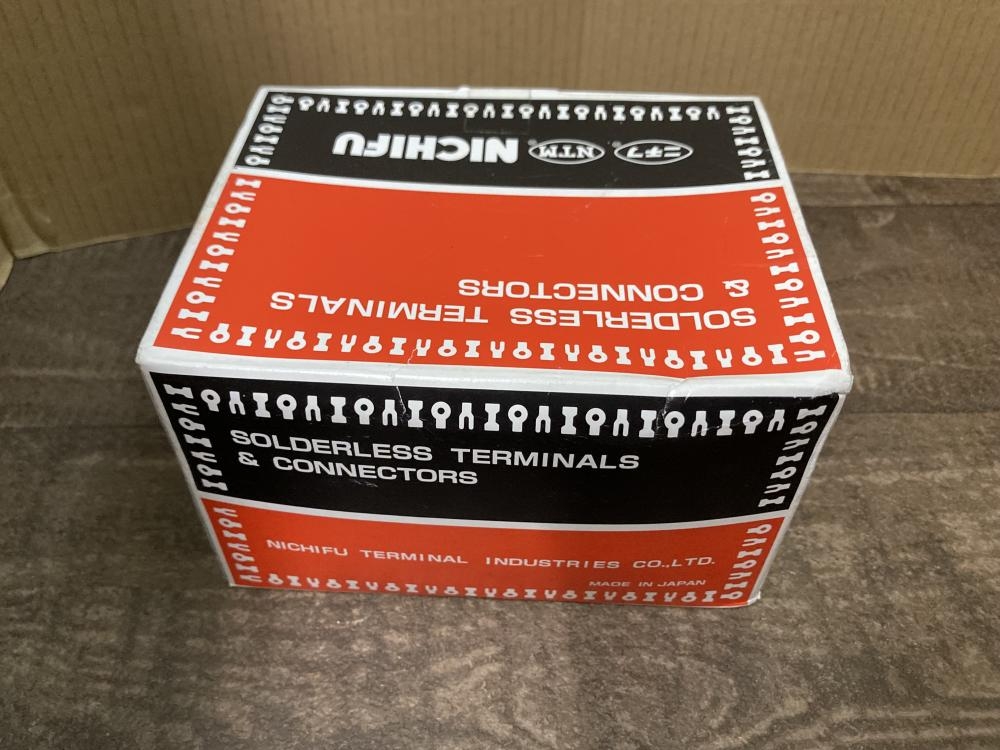 ニチフ NTM NICHIFU
SOLDERLESS TERMINALS
& CONNECTORS
SOLDERLESS TERMINALS
& CONNECTORS
NICHIFU TERMINAL INDUSTRIES CO.,LTD.
MADE IN JAPAN